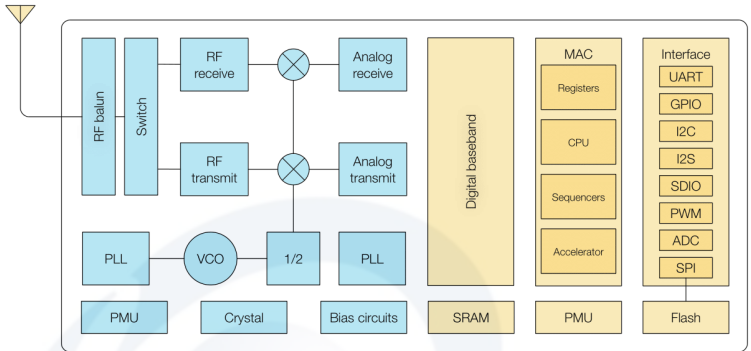 RF balun
Switch
RF
receive
Analog
receive
RF
transmit
Analog
transmit
PLL
VCO
1/2
PLL
PMU
Crystal
Bias circuits
Digital baseband
SRAM
MAC
Registers
CPU
Sequencers
Accelerator
PMU
Interface
UART
GPIO
I2C
I2S
SDIO
PWM
ADC
SPI
Flash